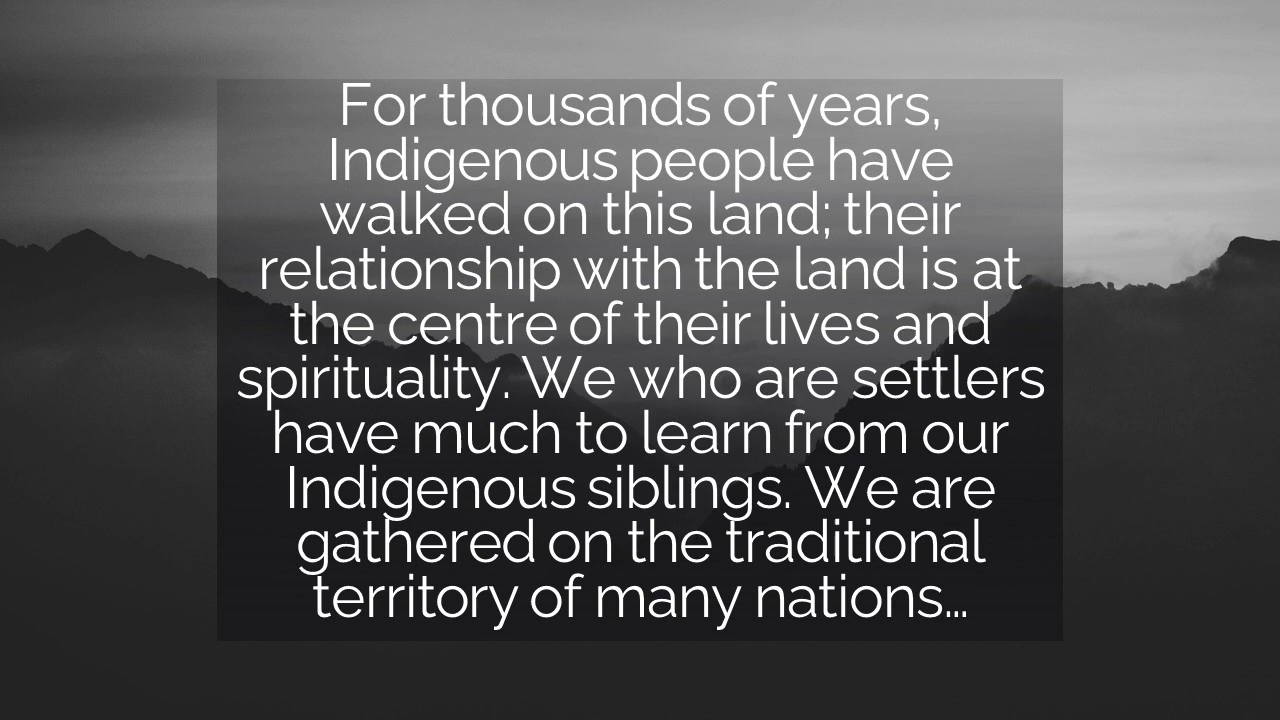 For thousands of years,
Indigenous people have
walked on this land; their
relationship with the land is at
the centre of their lives and
spirituality. We who are settlers
have much to learn from our
Indigenous siblings. We are
gathered on the traditional
territory of many nations...